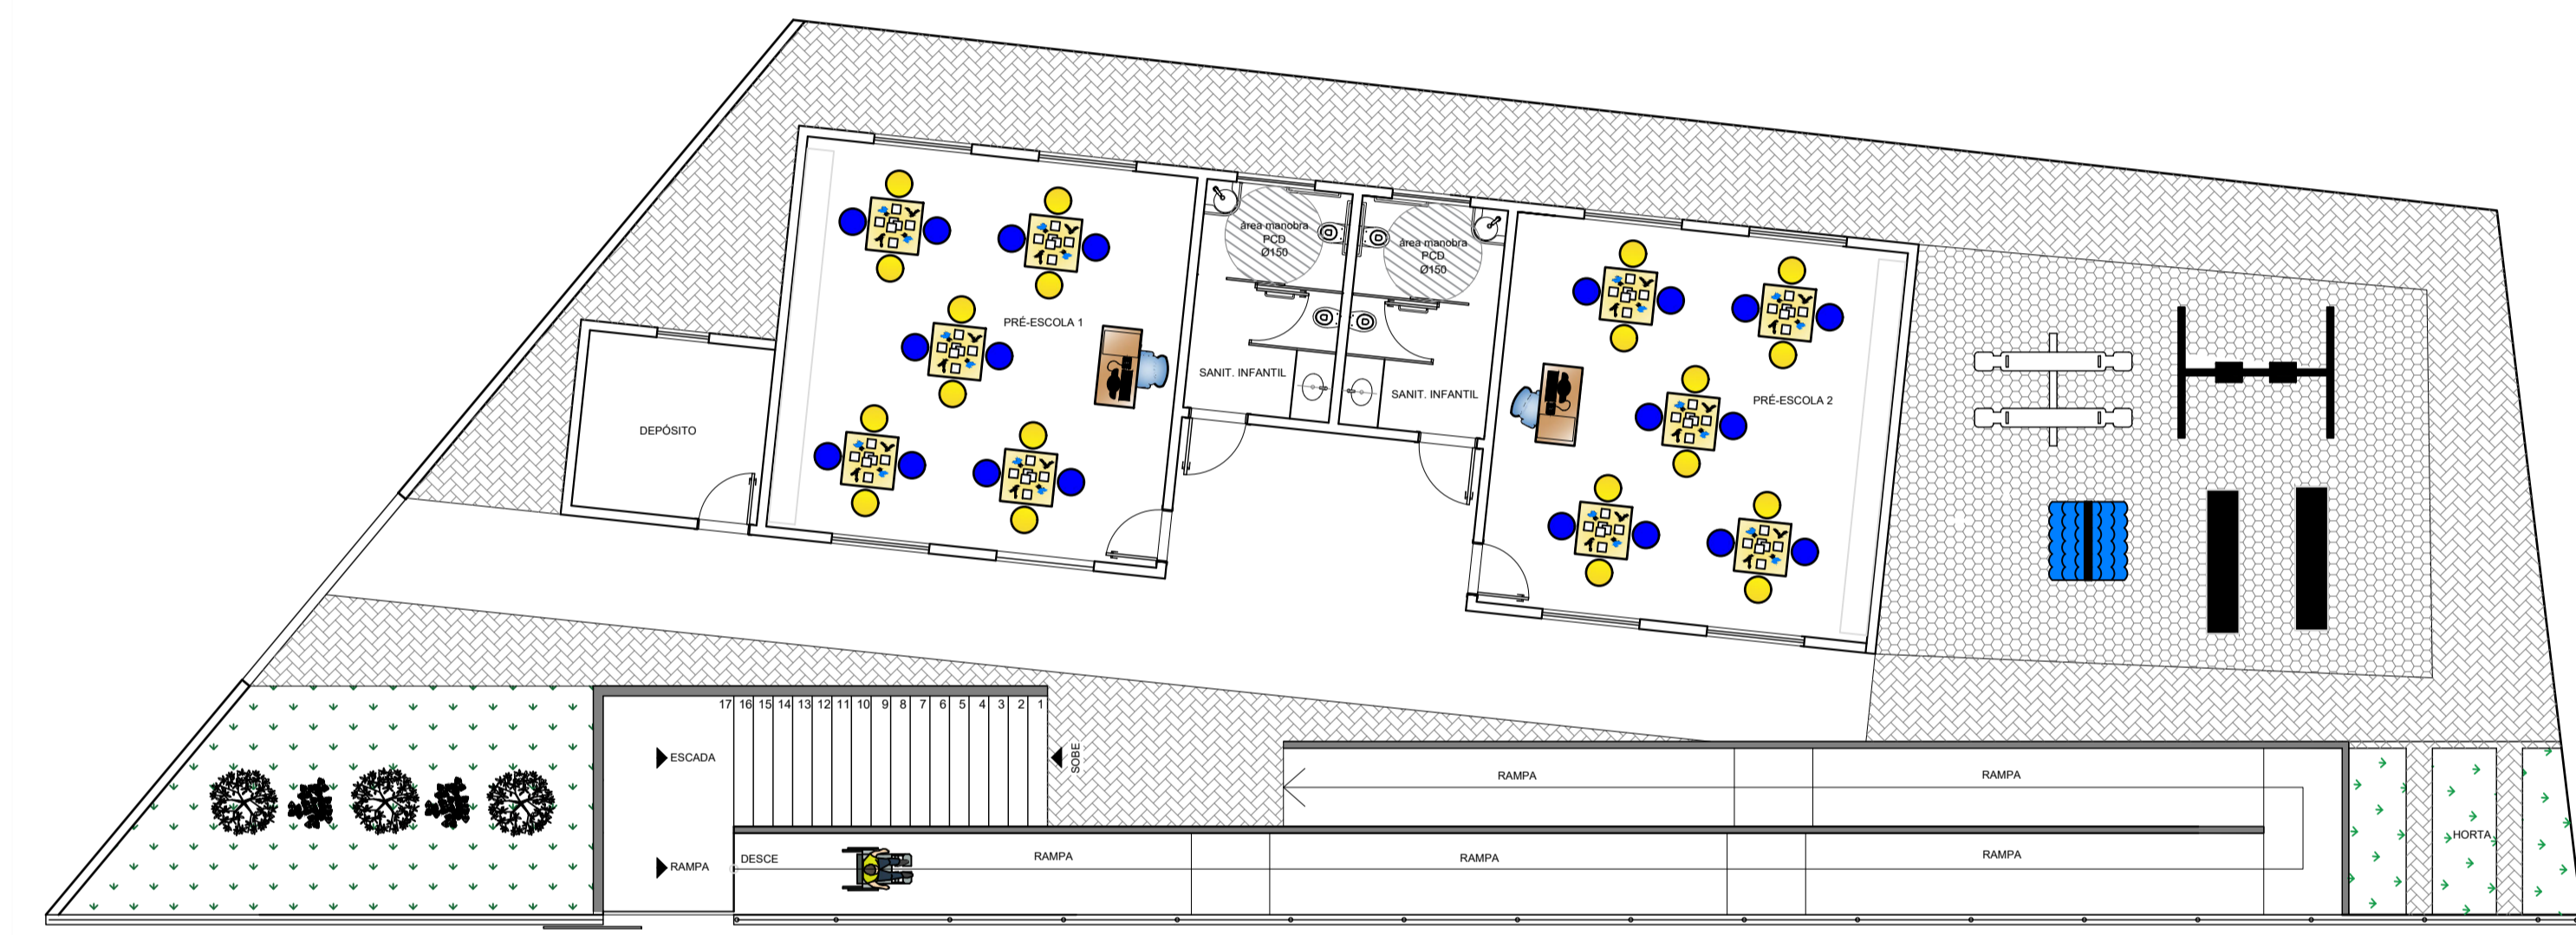 área manobra
PCD
Ø150
área manobra
PCD
Ø150
PRÉ-ESCOLA 1
SANIT. INFANTIL
SANIT. INFANTIL
PRÉ-ESCOLA 2
DEPÓSITO
17 16 15 14 13 12 11 10 9 8 7 6 5 4 3 2 1
ESCADA
SOBE
RAMPA
RAMPA
HORTA
RAMPA
DESCE
RAMPA
RAMPA
RAMPA